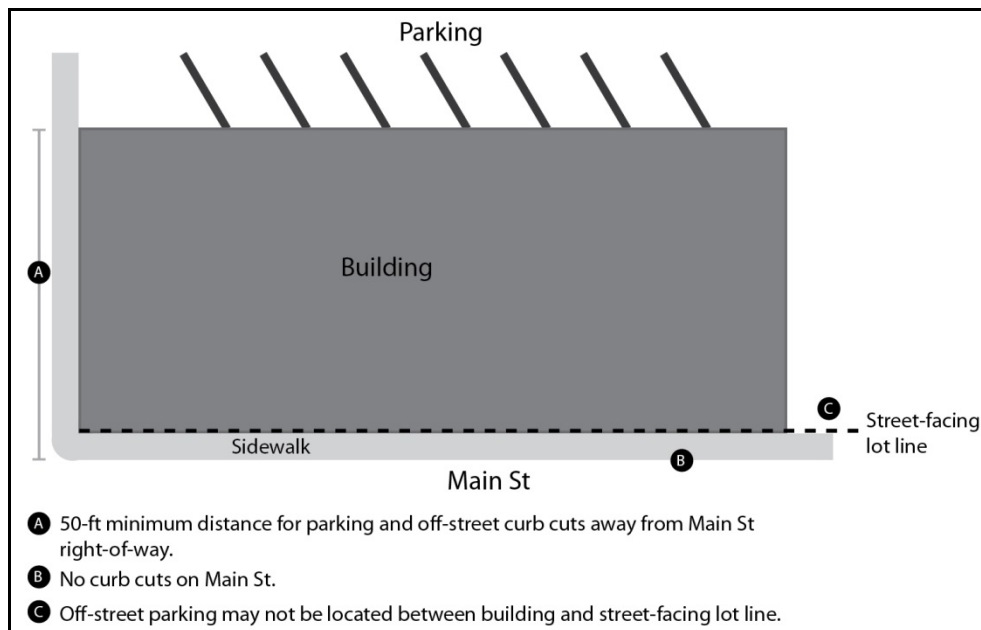 Parking
Building
A
C
Street-facing
lot line
Sidewalk
B
Main St
A 50-ft minimum distance for parking and off-street curb cuts away from Main St
right-of-way.
B No curb cuts on Main St.
C Off-street parking may not be located between building and street-facing lot line.